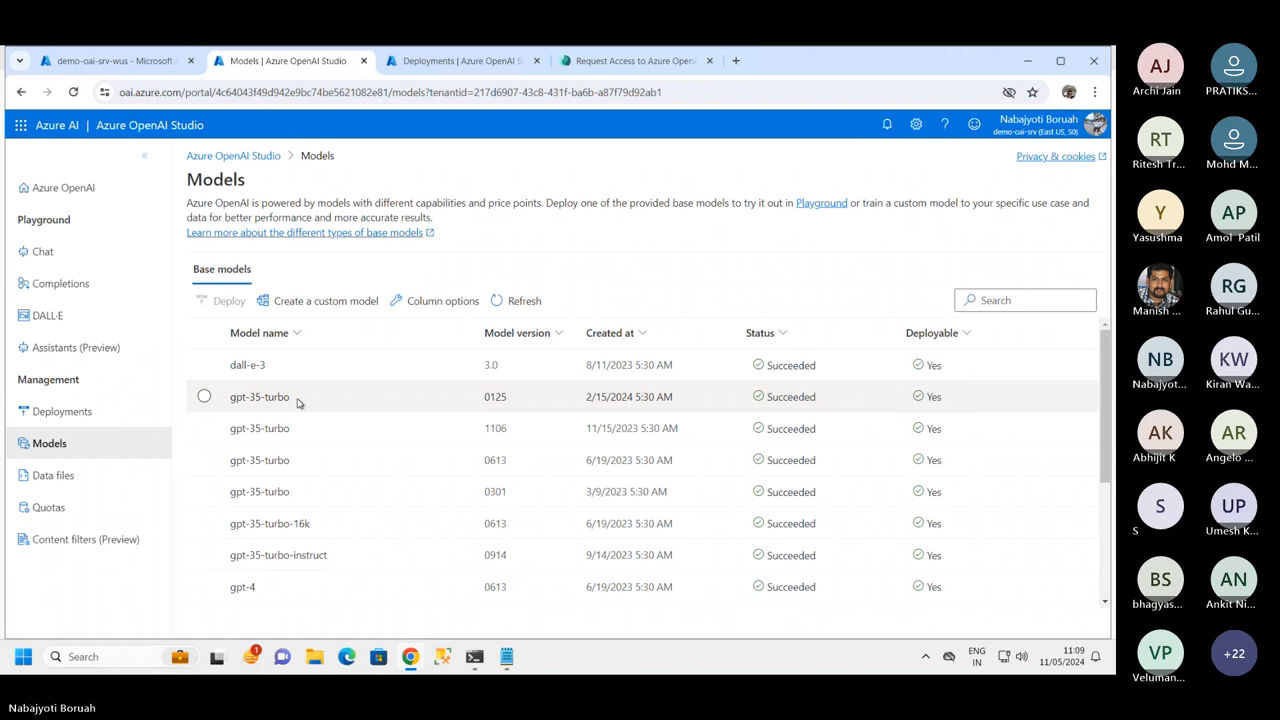 demo-oai-srv-wus - Microsoft A
Models | Azure OpenAI Studio
Deployments | Azure OpenAI St
Request Access to Azure OpenA
oai.azure.com/portal/4c64043f49d942e9bc74be5621082e81/models?tenantid=217d6907-43c8-431f-ba6b-a87f79d92ab1
Azure AI | Azure OpenAI Studio
Nabajyoti Boruah
demo-oai-srv (East US, S0)
Azure OpenAI Studio > Models
Privacy & cookies
Azure OpenAI
Playground
Chat
Completions
DALL·E
Assistants (Preview)
Management
Deployments
Models
Data files
Quotas
Content filters (Preview)
Models
Azure OpenAI is powered by models with different capabilities and price points. Deploy one of the provided base models to try it out in Playground or train a custom model to your specific use case and
data for better performance and more accurate results.
Learn more about the different types of base models
Base models
Deploy Create a custom model Column options Refresh Search
Model name Model version Created at Status Deployable
dall-e-3 3.0 8/11/2023 5:30 AM Succeeded Yes
gpt-35-turbo 0125 2/15/2024 5:30 AM Succeeded Yes
gpt-35-turbo 1106 11/15/2023 5:30 AM Succeeded Yes
gpt-35-turbo 0613 6/19/2023 5:30 AM Succeeded Yes
gpt-35-turbo 0301 3/9/2023 5:30 AM Succeeded Yes
gpt-35-turbo-16k 0613 6/19/2023 5:30 AM Succeeded Yes
gpt-35-turbo-instruct 0914 9/14/2023 5:30 AM Succeeded Yes
gpt-4 0613 6/19/2023 5:30 AM Succeeded Yes
Search
1
ENG
IN
11:09
11/05/2024
AJ
Archi Jain
PRATIKS...
RT
Ritesh Tr...
Mohd M...
Y
Yasushma
AP
Amol Patil
Manish ...
RG
Rahul Gu...
NB
Nabajyot...
KW
Kiran Wa...
AK
Abhijit K
AR
Angelo ...
S
S
UP
Umesh K...
BS
bhagyas...
AN
Ankit Ni...
VP
Veluman...
+22
Nabajyoti Boruah